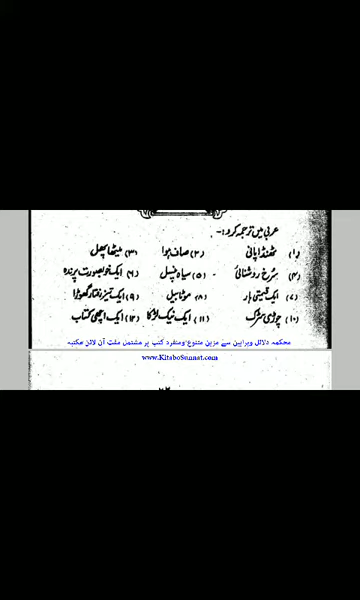 عربی میں ترجمہ کرو :-
(۱) ٹھنڈا پانی (۲) صاف ہوا (۳) میٹھا پھل
(۴) سُرخ روشنائی (۵) سیاہ پنسل (۶) ایک خوبصورت پرندہ
(۷) ایک قیمتی ہار (۸) موٹا بیل (۹) ایک تیز رفتار گھوڑا
(۱۰) چوڑی سڑک (۱۱) ایک نیک لڑکا (۱۲) ایک اچھی کتاب
محکمہ دلائل وبراہین سے مزین متنوع ومنفرد کتب پر مشتمل مفت آن لائن مکتبہ
www.KitaboSunnat.com